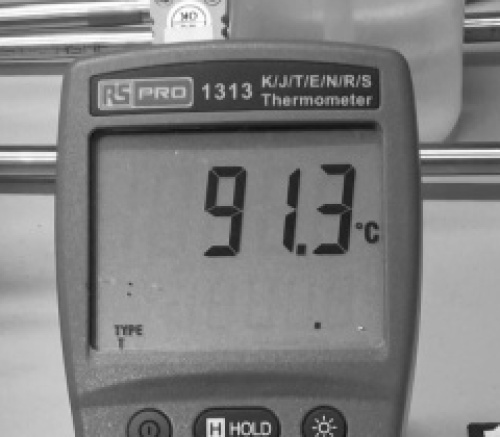 RS PRO 1313 K/J/T/E/N/R/S
Thermometer
91.3 °C
TYPE
T
H HOLD